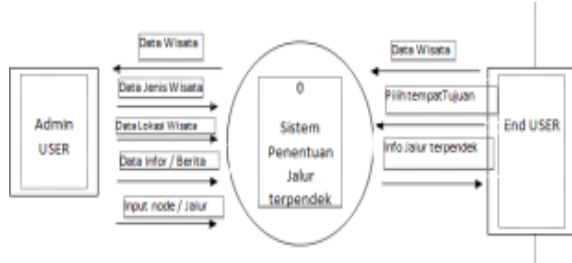 Data Wisata
Data Jenis Wisata
Data Lokasi Wisata
Data Infor / Berita
Input node / Jalur
Admin
USER
0
Sistem
Penentuan
Jalur
terpendek
Data Wisata
PilihtempatTujuan
Info Jalur terpendek
End USER